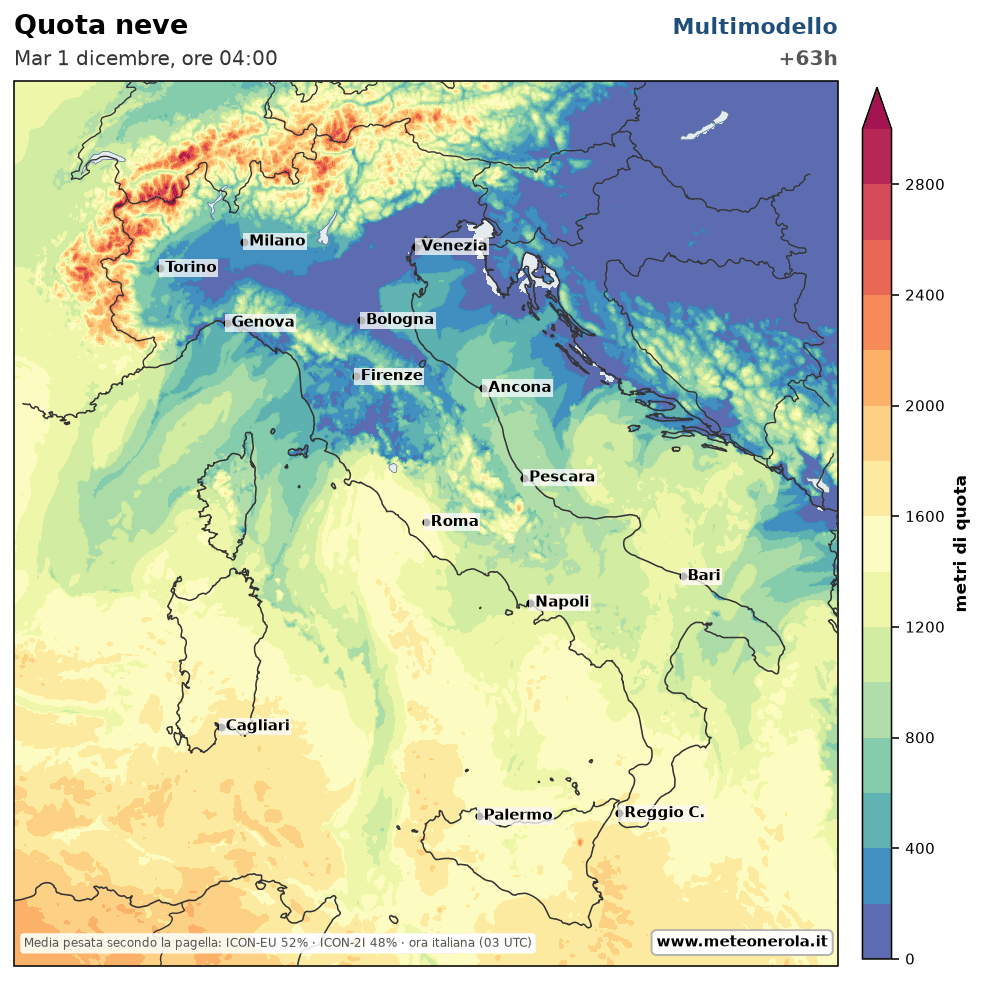 Quota neve
Multimodello
Mar 1 dicembre, ore 04:00
+63h
Milano
Venezia
Torino
Genova
Bologna
Firenze
Ancona
Pescara
Roma
Bari
Napoli
Cagliari
Palermo
Reggio C.
2800
2400
2000
1600
1200
800
400
0
metri di quota
Media pesata secondo la pagella: ICON-EU 52% · ICON-2I 48% · ora italiana (03 UTC)
www.meteonerola.it